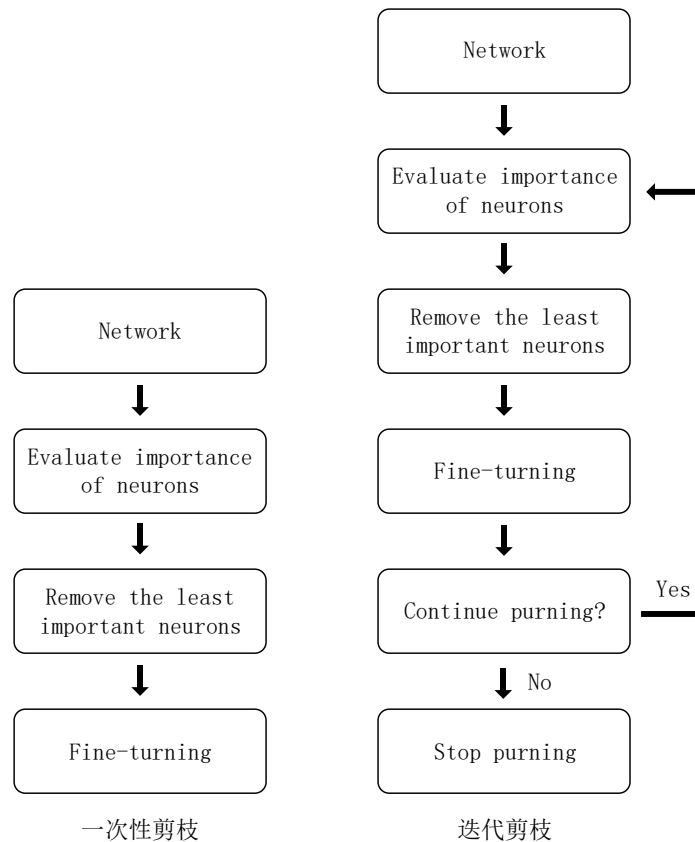 Network
Evaluate importance
of neurons
Remove the least
important neurons
Fine-turning
一次性剪枝
Network
Evaluate importance
of neurons
Remove the least
important neurons
Fine-turning
Continue purning?
Yes
No
Stop purning
迭代剪枝